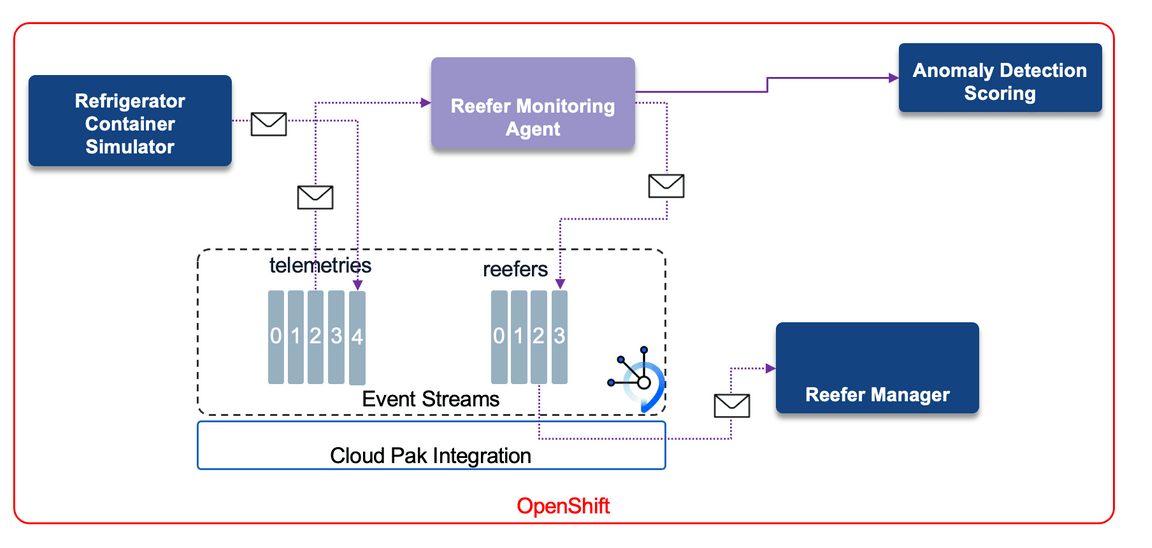 Refrigerator
Container
Simulator
Reefer Monitoring
Agent
Anomaly Detection
Scoring
telemetries
0 1 2 3 4
reefers
0 1 2 3
Event Streams
Reefer Manager
Cloud Pak Integration
OpenShift